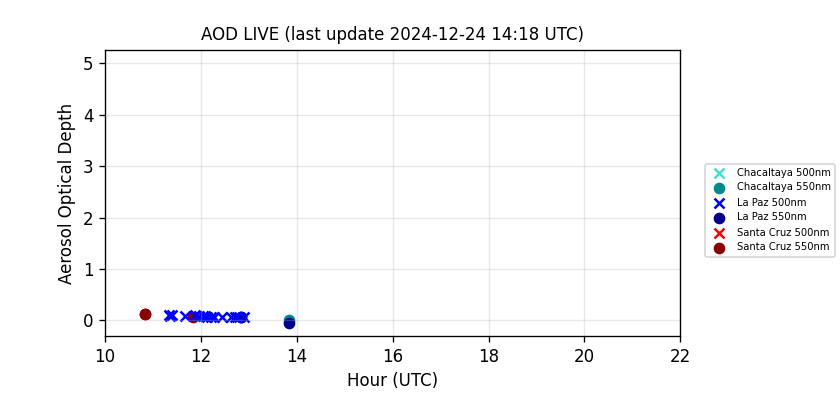 AOD LIVE (last update 2024-12-24 14:18 UTC)
Aerosol Optical Depth
5
4
3
2
1
0
10 12 14 16 18 20 22
Hour (UTC)
Chacaltaya 500nm
Chacaltaya 550nm
La Paz 500nm
La Paz 550nm
Santa Cruz 500nm
Santa Cruz 550nm